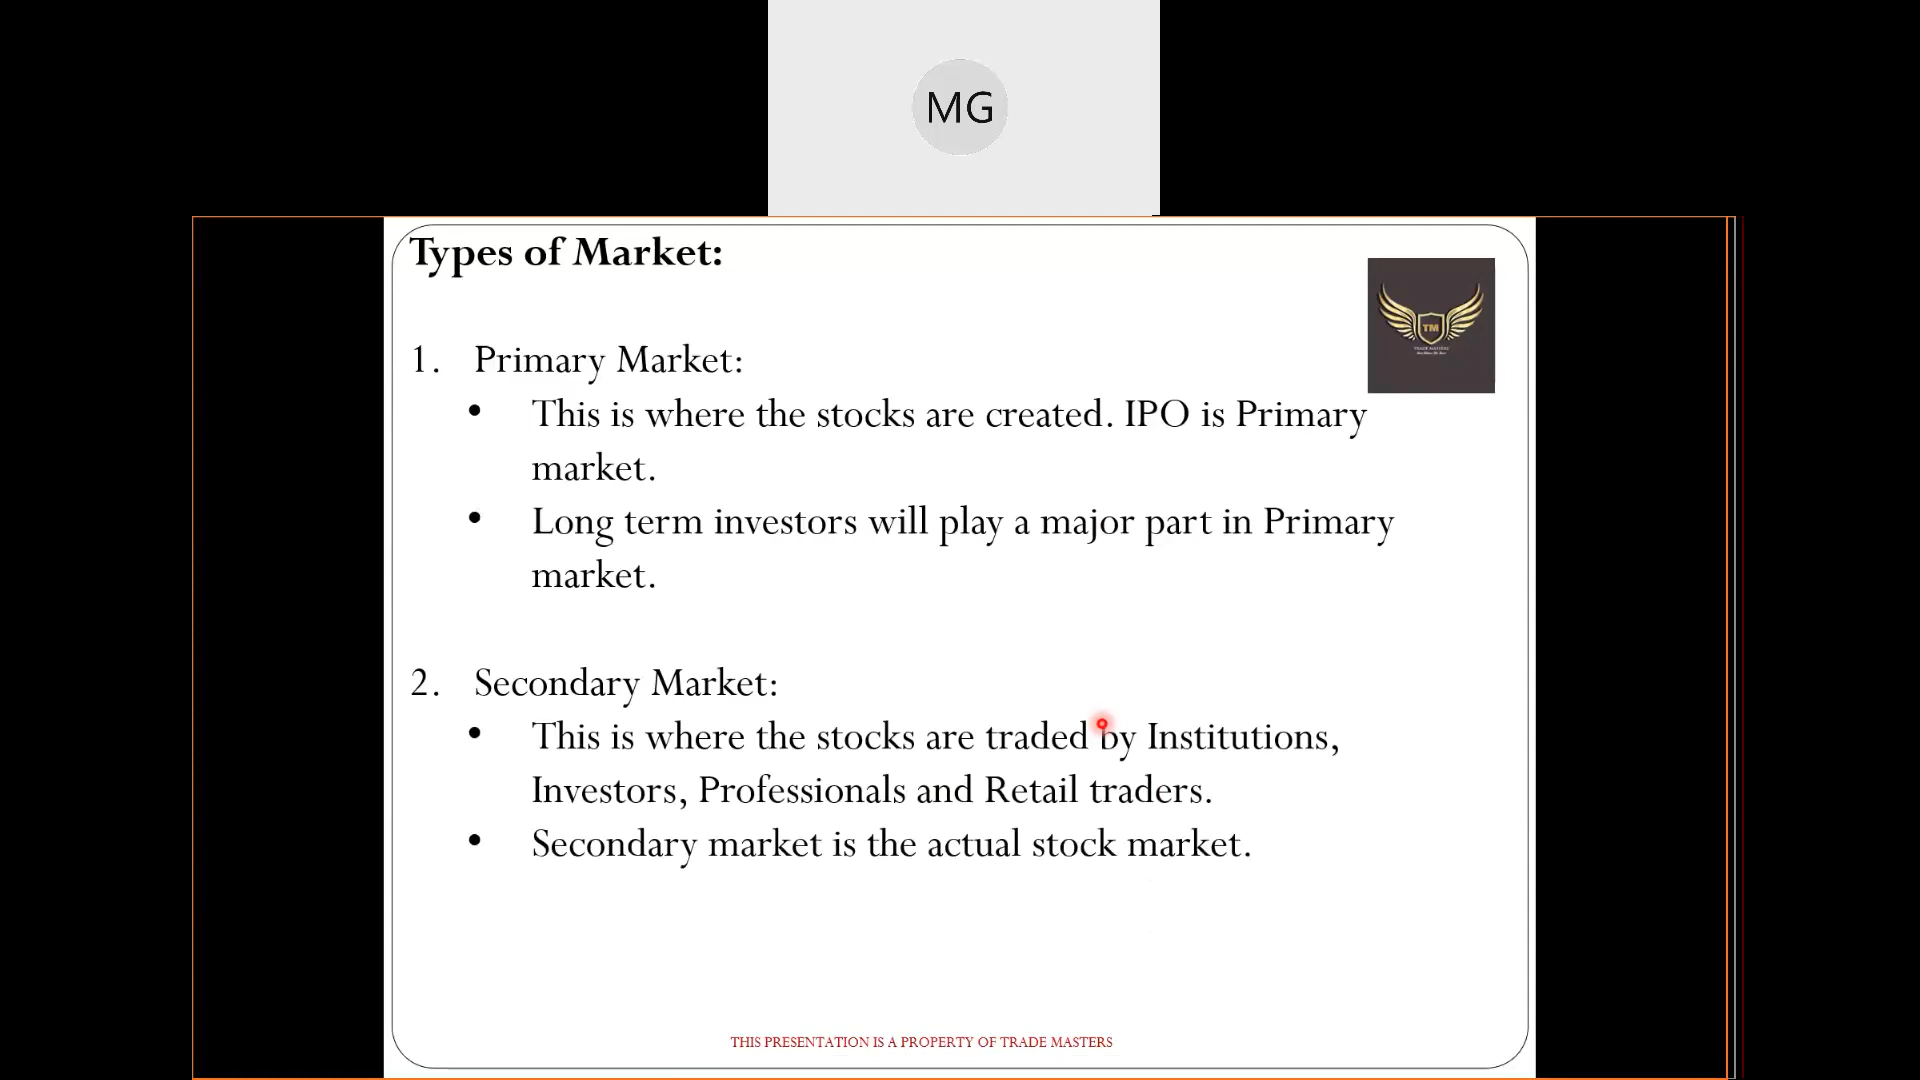 MG
Types of Market:
TM
TRADE MASTERS
1. Primary Market:
• This is where the stocks are created. IPO is Primary
market.
• Long term investors will play a major part in Primary
market.
2. Secondary Market:
• This is where the stocks are traded by Institutions,
Investors, Professionals and Retail traders.
• Secondary market is the actual stock market.
THIS PRESENTATION IS A PROPERTY OF TRADE MASTERS